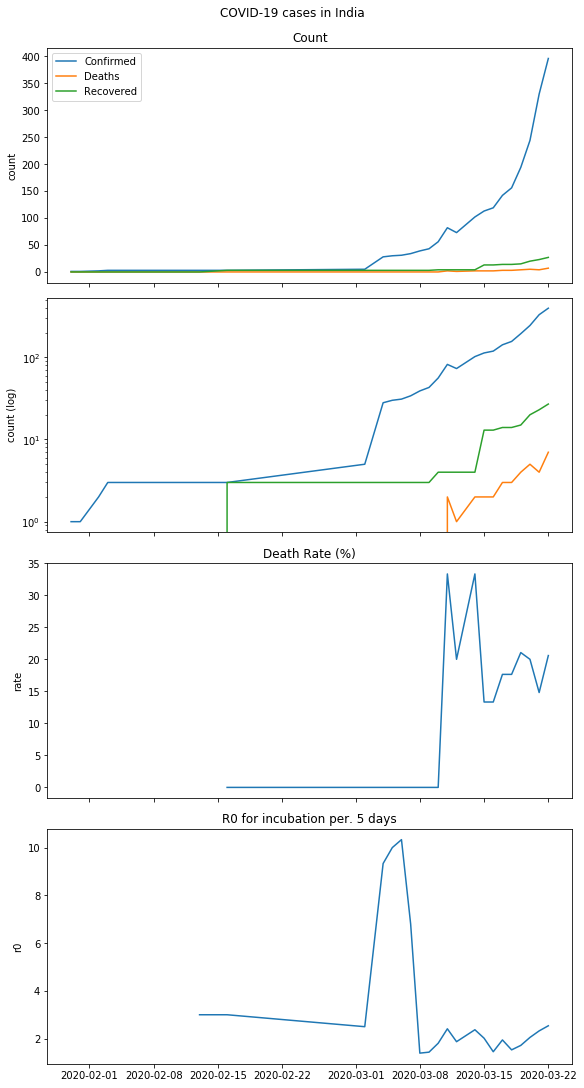 COVID-19 cases in India
Count
Confirmed
Deaths
Recovered
400
350
300
250
200
150
100
50
0
count
10²
10¹
10⁰
count (log)
Death Rate (%)
35
30
25
20
15
10
5
0
rate
R0 for incubation per. 5 days
10
8
6
4
2
r0
2020-02-01 2020-02-08 2020-02-15 2020-02-22 2020-03-01 2020-03-08 2020-03-15 2020-03-22